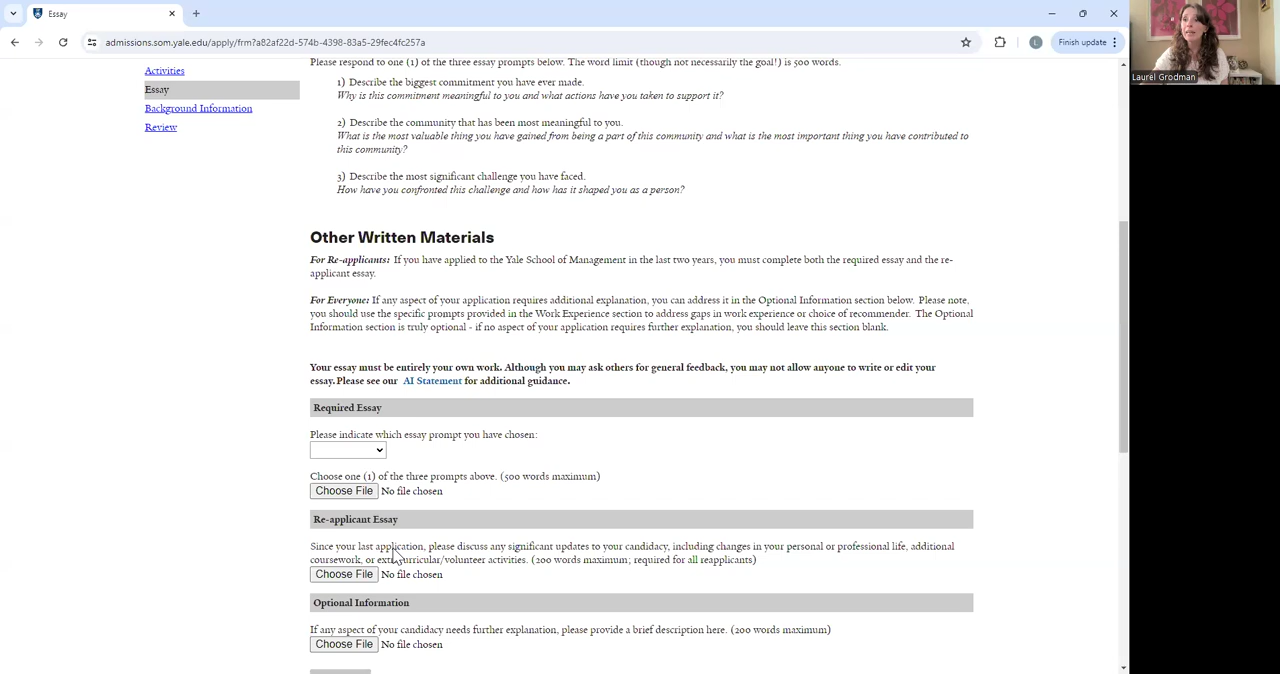 Essay
admissions.som.yale.edu/apply/frm?a82af22d-574b-4398-83a5-29fec4fc257a
L
Finish update
Laurel Grodman
Activities
Essay
Background Information
Review
Please respond to one (1) of the three essay prompts below. The word limit (though not necessarily the goal!) is 500 words.
1) Describe the biggest commitment you have ever made.
Why is this commitment meaningful to you and what actions have you taken to support it?
2) Describe the community that has been most meaningful to you.
What is the most valuable thing you have gained from being a part of this community and what is the most important thing you have contributed to
this community?
3) Describe the most significant challenge you have faced.
How have you confronted this challenge and how has it shaped you as a person?
Other Written Materials
For Re-applicants: If you have applied to the Yale School of Management in the last two years, you must complete both the required essay and the re-
applicant essay.
For Everyone: If any aspect of your application requires additional explanation, you can address it in the Optional Information section below. Please note,
you should use the specific prompts provided in the Work Experience section to address gaps in work experience or choice of recommender. The Optional
Information section is truly optional - if no aspect of your application requires further explanation, you should leave this section blank.
Your essay must be entirely your own work. Although you may ask others for general feedback, you may not allow anyone to write or edit your
essay. Please see our AI Statement for additional guidance.
Required Essay
Please indicate which essay prompt you have chosen:
Choose one (1) of the three prompts above. (500 words maximum)
Choose File No file chosen
Re-applicant Essay
Since your last application, please discuss any significant updates to your candidacy, including changes in your personal or professional life, additional
coursework, or extracurricular/volunteer activities. (200 words maximum; required for all reapplicants)
Choose File No file chosen
Optional Information
If any aspect of your candidacy needs further explanation, please provide a brief description here. (200 words maximum)
Choose File No file chosen